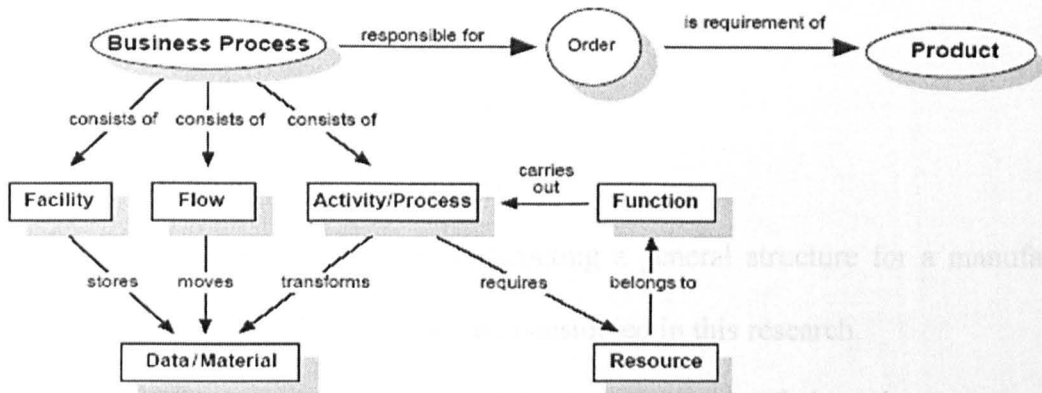 Business Process
responsible for
Order
is requirement of
Product
consists of
consists of
consists of
Facility
Flow
Activity/Process
carries
out
Function
stores
moves
transforms
requires
belongs to
Data/Material
Resource
a general structure for a manufa
in this research.